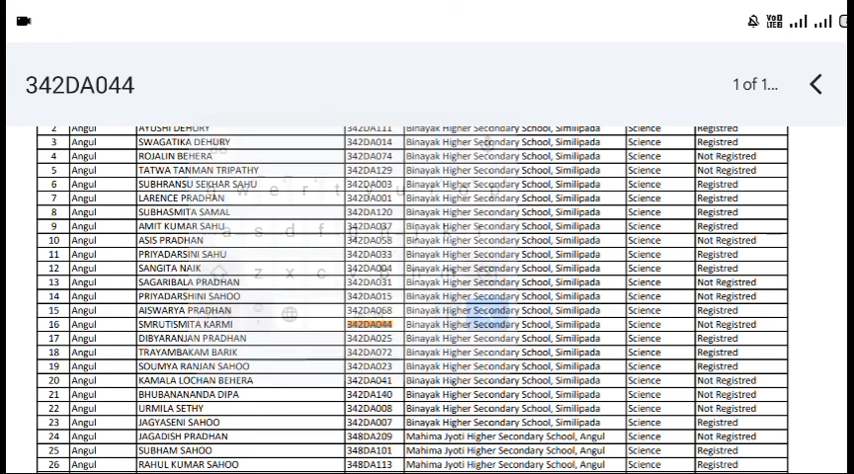 Vo)) LTE
342DA044 1 of 1...
2 Angul AYUSHI DEHURY 342DA111 Binayak Higher Secondary School, Similipada Science Registred
3 Angul SWAGATIKA DEHURY 342DA014 Binayak Higher Secondary School, Similipada Science Registred
4 Angul ROJALIN BEHERA 342DA074 Binayak Higher Secondary School, Similipada Science Not Registred
5 Angul TATWA TANMAN TRIPATHY 342DA129 Binayak Higher Secondary School, Similipada Science Not Registred
6 Angul SUBHRANSU SEKHAR SAHU 342DA003 Binayak Higher Secondary School, Similipada Science Registred
7 Angul LARENCE PRADHAN 342DA001 Binayak Higher Secondary School, Similipada Science Registred
8 Angul SUBHASMITA SAMAL 342DA120 Binayak Higher Secondary School, Similipada Science Registred
9 Angul AMIT KUMAR SAHU 342DA037 Binayak Higher Secondary School, Similipada Science Registred
10 Angul ASIS PRADHAN 342DA058 Binayak Higher Secondary School, Similipada Science Not Registred
11 Angul PRIYADARSINI SAHU 342DA033 Binayak Higher Secondary School, Similipada Science Registred
12 Angul SANGITA NAIK 342DA004 Binayak Higher Secondary School, Similipada Science Registred
13 Angul SAGARIBALA PRADHAN 342DA031 Binayak Higher Secondary School, Similipada Science Not Registred
14 Angul PRIYADARSHINI SAHOO 342DA015 Binayak Higher Secondary School, Similipada Science Registred
15 Angul AISWARYA PRADHAN 342DA068 Binayak Higher Secondary School, Similipada Science Registred
16 Angul SMRUTISMITA KARMI 342DA044 Binayak Higher Secondary School, Similipada Science Not Registred
17 Angul DIBYARANJAN PRADHAN 342DA025 Binayak Higher Secondary School, Similipada Science Registred
18 Angul TRAYAMBAKAM BARIK 342DA072 Binayak Higher Secondary School, Similipada Science Registred
19 Angul SOUMYA RANJAN SAHOO 342DA023 Binayak Higher Secondary School, Similipada Science Registred
20 Angul KAMALA LOCHAN BEHERA 342DA041 Binayak Higher Secondary School, Similipada Science Not Registred
21 Angul BHUBANANANDA DIPA 342DA140 Binayak Higher Secondary School, Similipada Science Not Registred
22 Angul URMILA SETHY 342DA008 Binayak Higher Secondary School, Similipada Science Registred
23 Angul JAGYASENI SAHOO 342DA007 Binayak Higher Secondary School, Similipada Science Registred
24 Angul JAGADISH PRADHAN 348DA209 Mahima Jyoti Higher Secondary School, Angul Science Not Registred
25 Angul SUBHAM SAHOO 348DA101 Mahima Jyoti Higher Secondary School, Angul Science Registred
26 Angul RAHUL KUMAR SAHOO 348DA113 Mahima Jyoti Higher Secondary School, Angul Science Registred